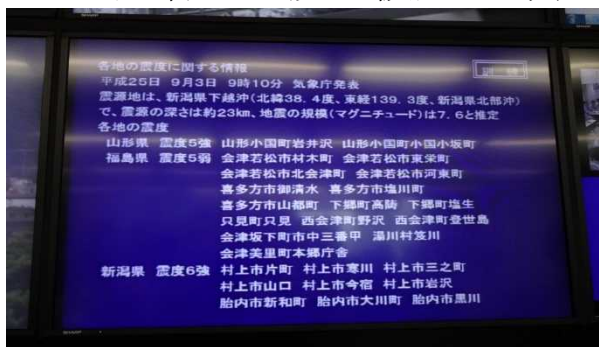 各地の震度に関する情報
訓練
平成25日 9月3日 9時10分 気象庁発表
震源地は、新潟県下越沖(北緯38. 4度、東経139. 3度、新潟県北部沖)
で、震源の深さは約23km、地震の規模(マグニチュード)は7. 6と推定
各地の震度
山形県 震度5強 山形小国町岩井沢 山形小国町小国小坂町
福島県 震度5弱 会津若松市材木町 会津若松市東栄町
会津若松市北会津町 会津若松市河東町
喜多方市御清水 喜多方市塩川町
喜多方市山都町 下郷町高陦 下郷町塩生
只見町只見 西会津町野沢 西会津町登世島
会津坂下町市中三番甲 湯川村笈川
会津美里町本郷庁舎
新潟県 震度6強 村上市片町 村上市寒川 村上市三之町
村上市山口 村上市今宿 村上市岩沢
胎内市新和町 胎内市大川町 胎内市黒川